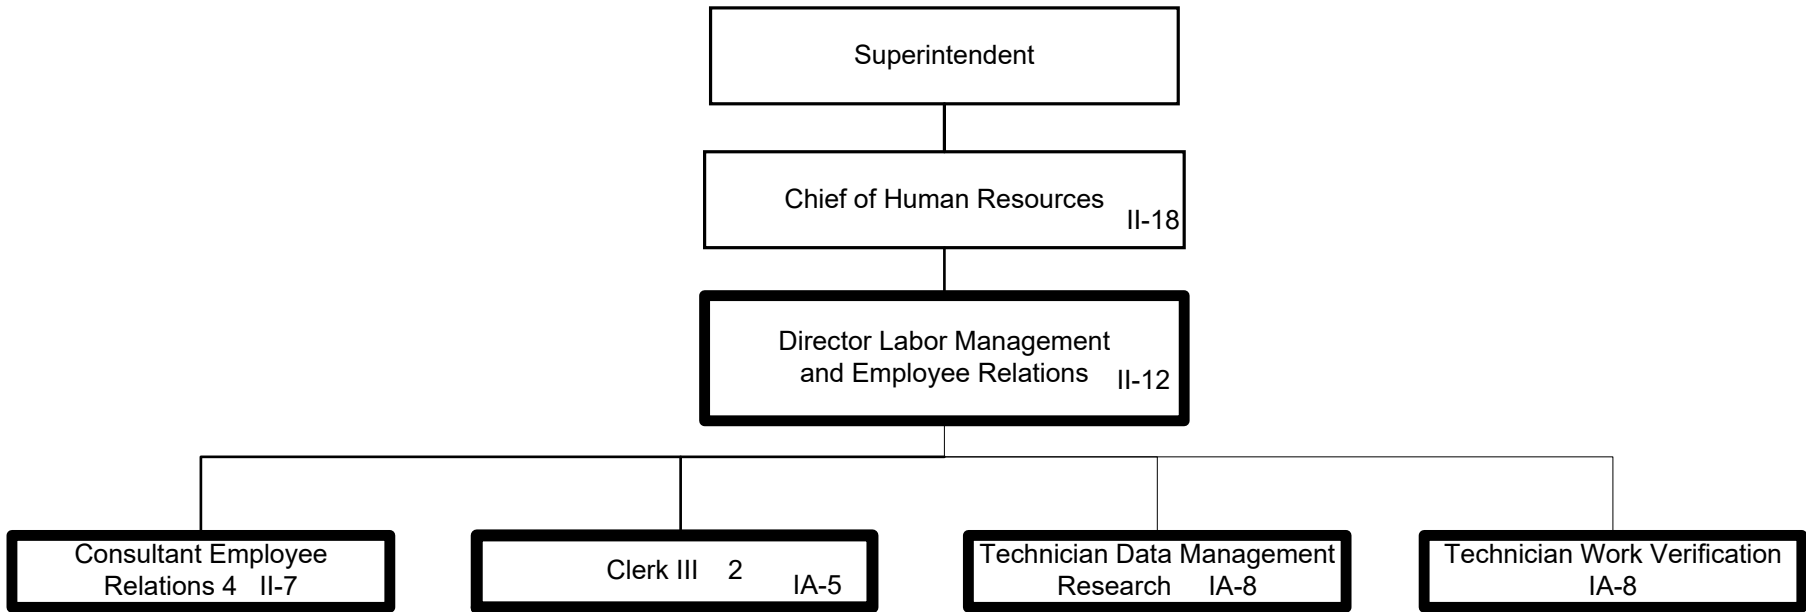 Superintendent
Chief of Human Resources
II-18
Director Labor Management
and Employee Relations II-12
Consultant Employee
Relations 4 II-7
Clerk III 2
IA-5
Technician Data Management
Research IA-8
Technician Work Verification
IA-8